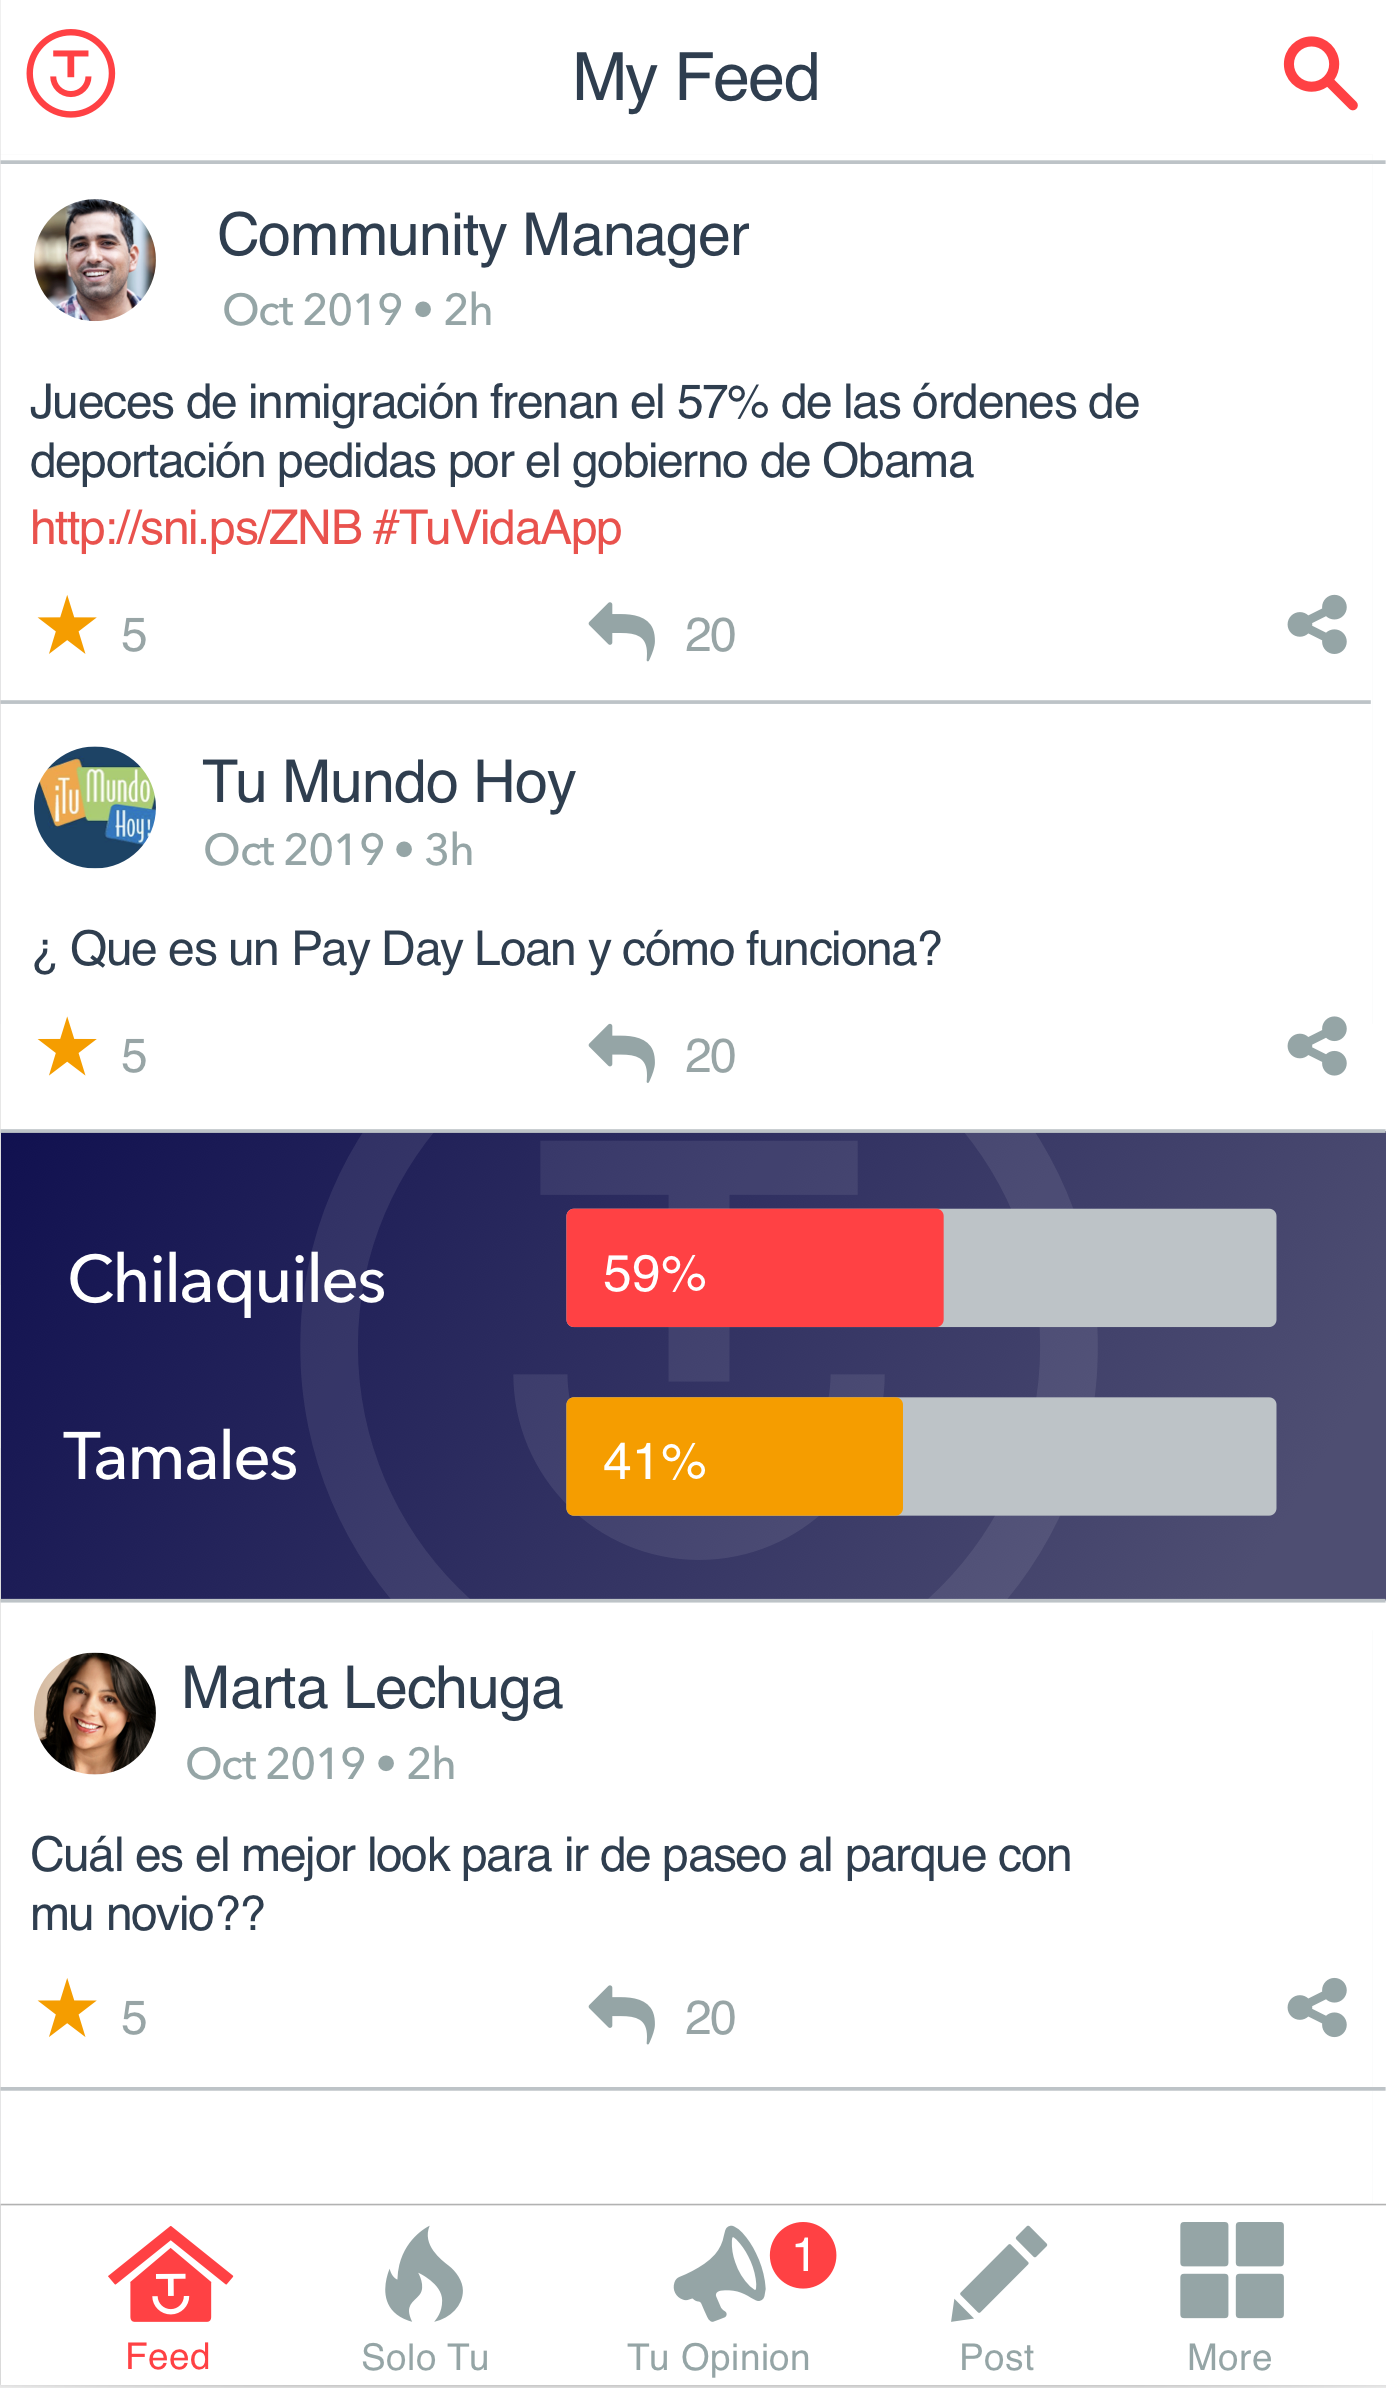 My Feed
Community Manager
Oct 2019 • 2h
Jueces de inmigración frenan el 57% de las órdenes de
deportación pedidas por el gobierno de Obama
http://sni.ps/ZNB #TuVidaApp
5
20
¡Tu Mundo
Hoy!
Tu Mundo Hoy
Oct 2019 • 3h
¿ Que es un Pay Day Loan y cómo funciona?
5
20
Chilaquiles
59%
Tamales
41%
Marta Lechuga
Oct 2019 • 2h
Cuál es el mejor look para ir de paseo al parque con
mu novio??
5
20
1
Feed
Solo Tu
Tu Opinion
Post
More